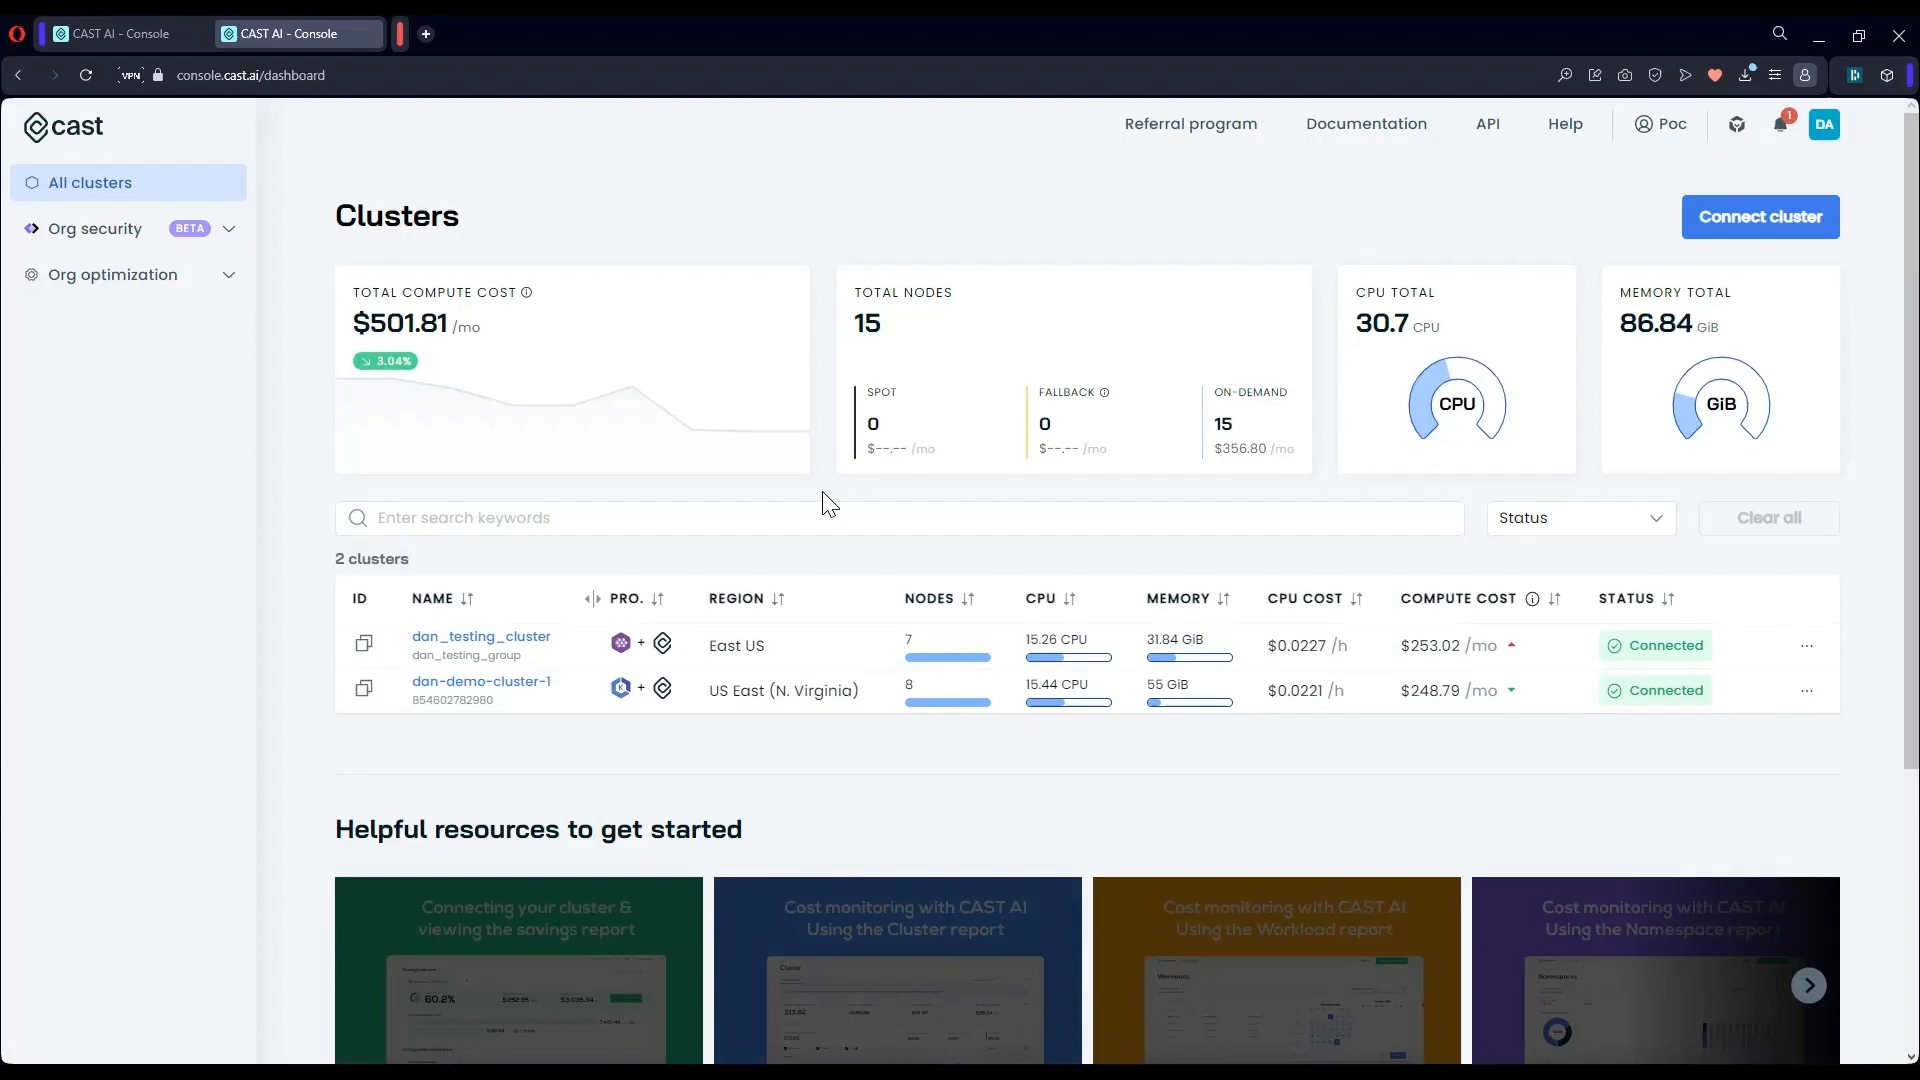 CAST AI - Console
CAST AI - Console
VPN
console.cast.ai/dashboard
cast
Referral program
Documentation
API
Help
Poc
1
DA
All clusters
Org security
BETA
Org optimization
Clusters
Connect cluster
TOTAL COMPUTE COST
$501.81 /mo
3.04%
TOTAL NODES
15
SPOT
0
$--.-- /mo
FALLBACK
0
$--.-- /mo
ON-DEMAND
15
$356.80 /mo
CPU TOTAL
30.7 CPU
CPU
MEMORY TOTAL
86.84 GiB
GiB
Enter search keywords
Status
Clear all
2 clusters
ID NAME PRO. REGION NODES CPU MEMORY CPU COST COMPUTE COST STATUS
dan_testing_cluster + East US 7 15.26 CPU 31.84 GiB $0.0227 /h $253.02 /mo Connected ...
dan_testing_group
dan-demo-cluster-1 + US East (N. Virginia) 8 15.44 CPU 55 GiB $0.0221 /h $248.79 /mo Connected ...
854602782980
Helpful resources to get started
Connecting your cluster &
viewing the savings report
60.2%
Cost monitoring with CAST AI
Using the Cluster report
Cluster
Cost monitoring with CAST AI
Using the Workload report
Workloads
Cost monitoring with CAST AI
Using the Namespace report
Namespaces